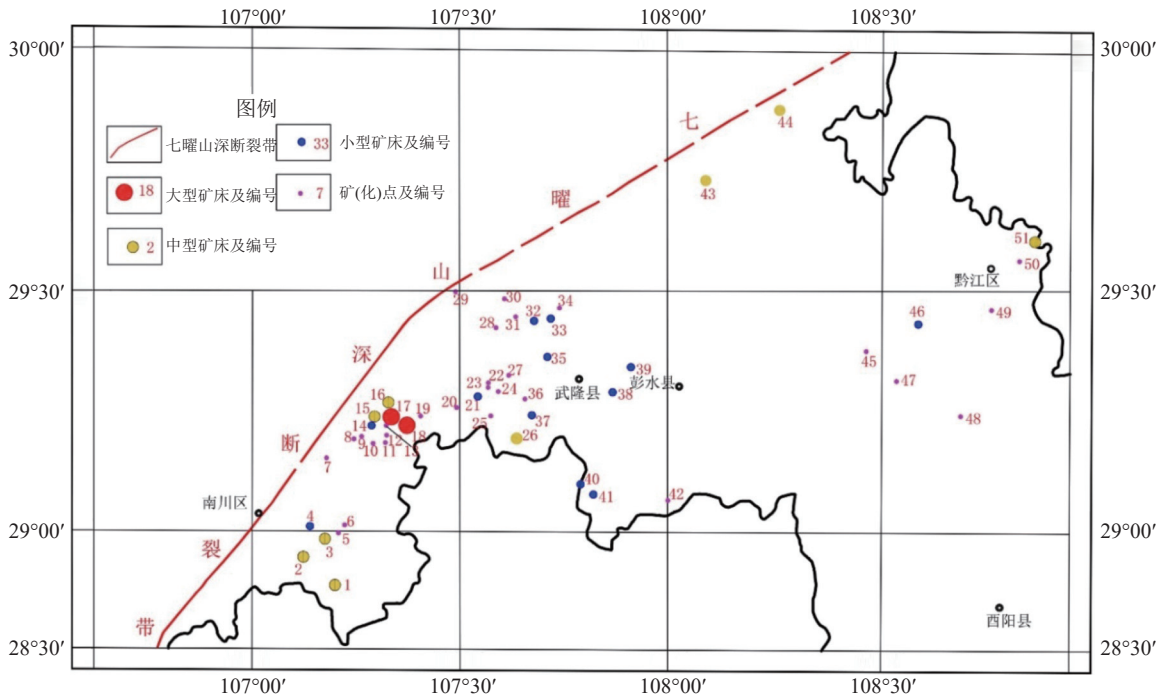 107°00′ 107°30′ 108°00′ 108°30′
30°00′ 30°00′
图例
七曜山深断裂带
33 小型矿床及编号
18 大型矿床及编号
7 矿(化)点及编号
2 中型矿床及编号
七
44
曜
43
51
50
黔江区
山
29°30′ 29°30′
29 30 34
32
28 31 33
46 49
深
35
45
27 39
22
23 24 36
武隆县 彭水县
38
47
16
17 19 20 21
15
14 25 37
48
18
断
8 9 12 26
10 11 13
7
40
41 42
南川区
4 6
29°00′ 29°00′
5
3
裂
2
1
酉阳县
带
28°30′ 28°30′
107°00′ 107°30′ 108°00′ 108°30′